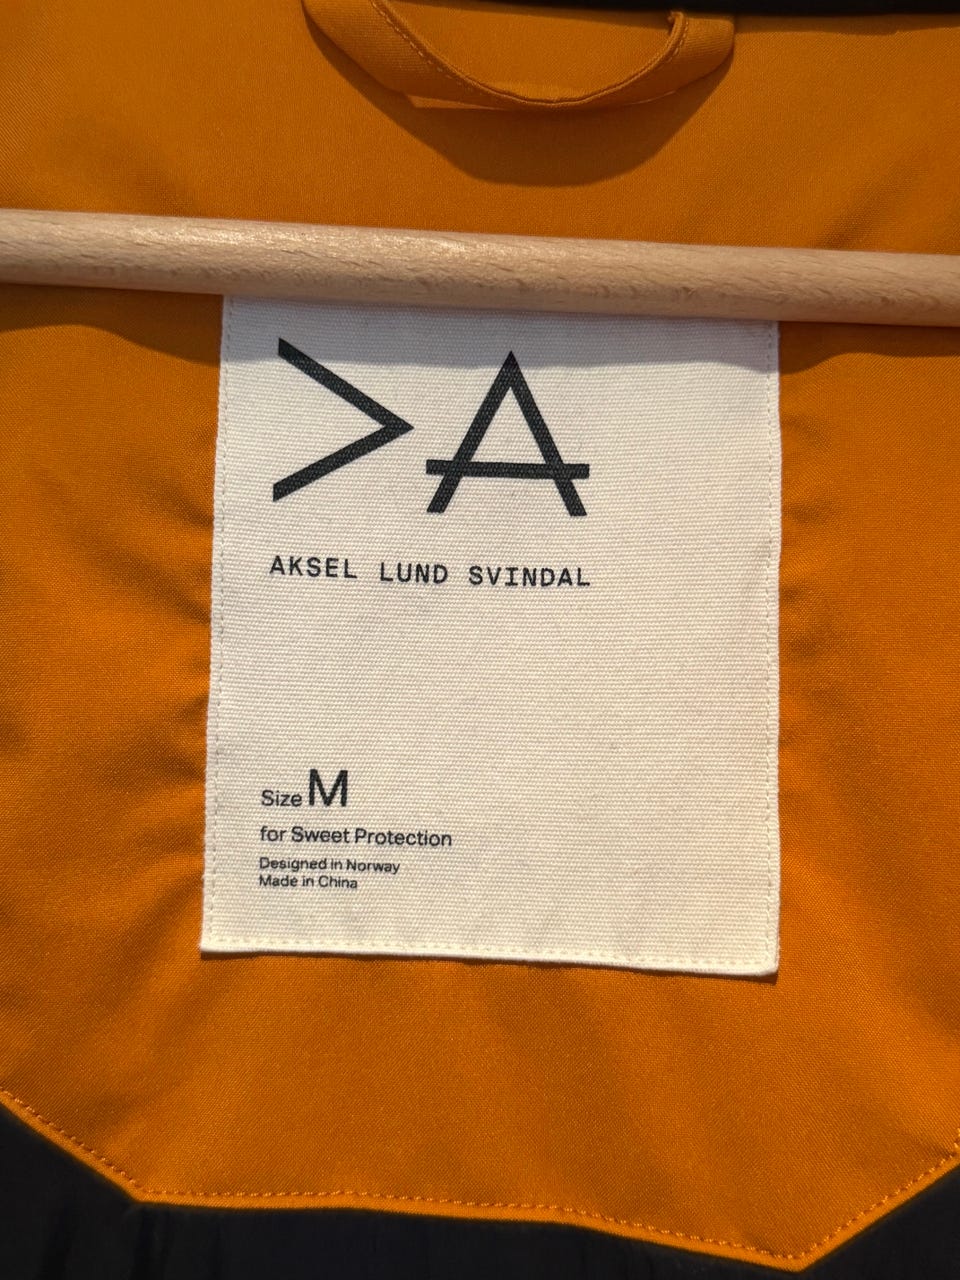 >A
AKSEL LUND SVINDAL
Size M
for Sweet Protection
Designed in Norway
Made in China